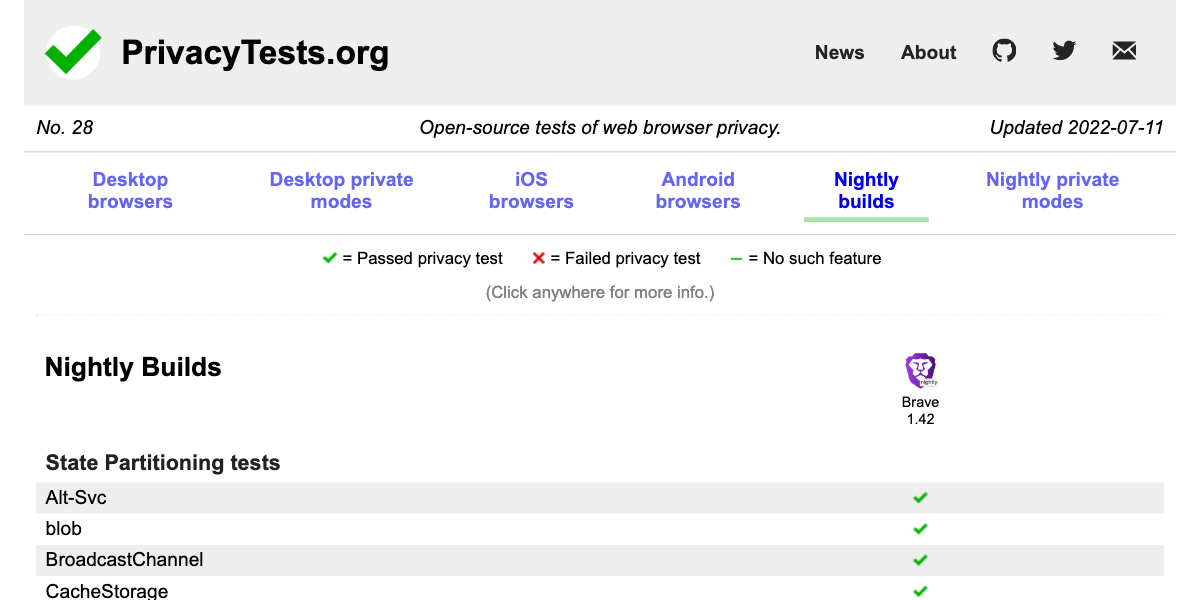 PrivacyTests.org
News About
No. 28 Open-source tests of web browser privacy. Updated 2022-07-11
Desktop browsers Desktop private modes iOS browsers Android browsers Nightly builds Nightly private modes
= Passed privacy test = Failed privacy test = No such feature
(Click anywhere for more info.)
Nightly Builds
nightly
Brave
1.42
State Partitioning tests
Alt-Svc
blob
BroadcastChannel
CacheStorage